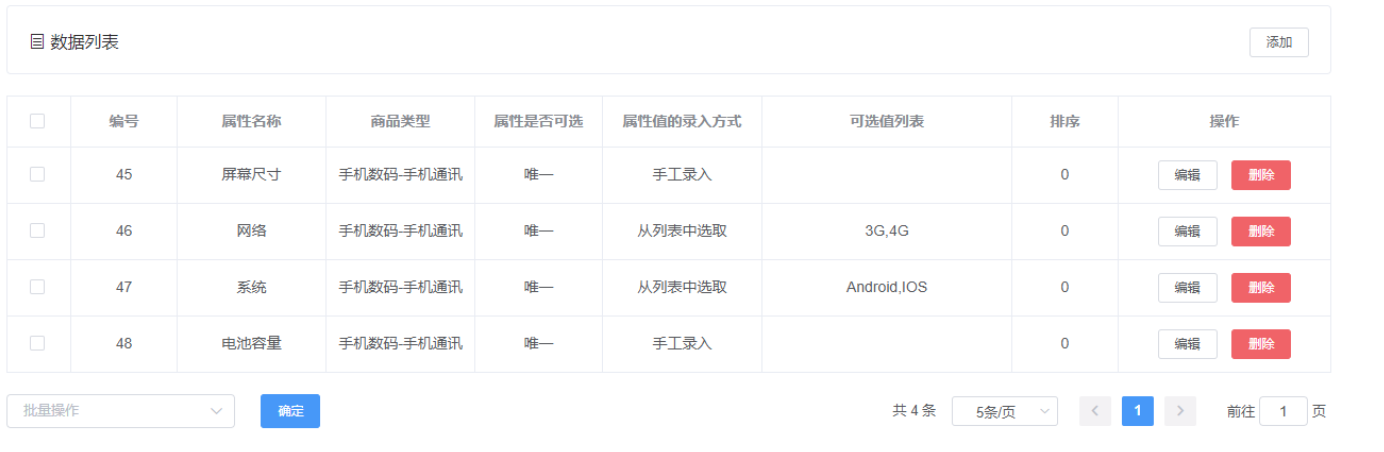 数据列表 添加
编号 属性名称 商品类型 属性是否可选 属性值的录入方式 可选值列表 排序 操作
45 屏幕尺寸 手机数码-手机通讯 唯一 手工录入 0 编辑 删除
46 网络 手机数码-手机通讯 唯一 从列表中选取 3G,4G 0 编辑 删除
47 系统 手机数码-手机通讯 唯一 从列表中选取 Android,IOS 0 编辑 删除
48 电池容量 手机数码-手机通讯 唯一 手工录入 0 编辑 删除
批量操作 确定 共 4 条 5条/页 1 前往 1 页